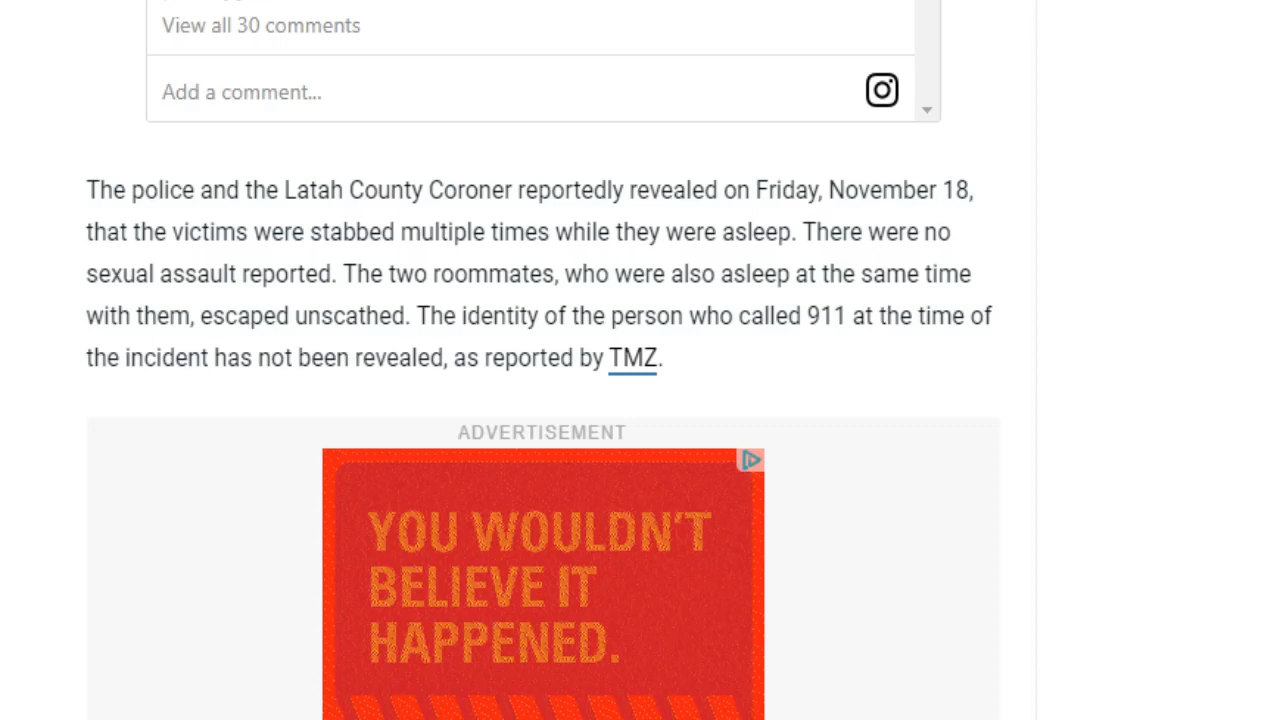 View all 30 comments
Add a comment...
The police and the Latah County Coroner reportedly revealed on Friday, November 18,
that the victims were stabbed multiple times while they were asleep. There were no
sexual assault reported. The two roommates, who were also asleep at the same time
with them, escaped unscathed. The identity of the person who called 911 at the time of
the incident has not been revealed, as reported by TMZ.
ADVERTISEMENT
YOU WOULDN'T
BELIEVE IT
HAPPENED.